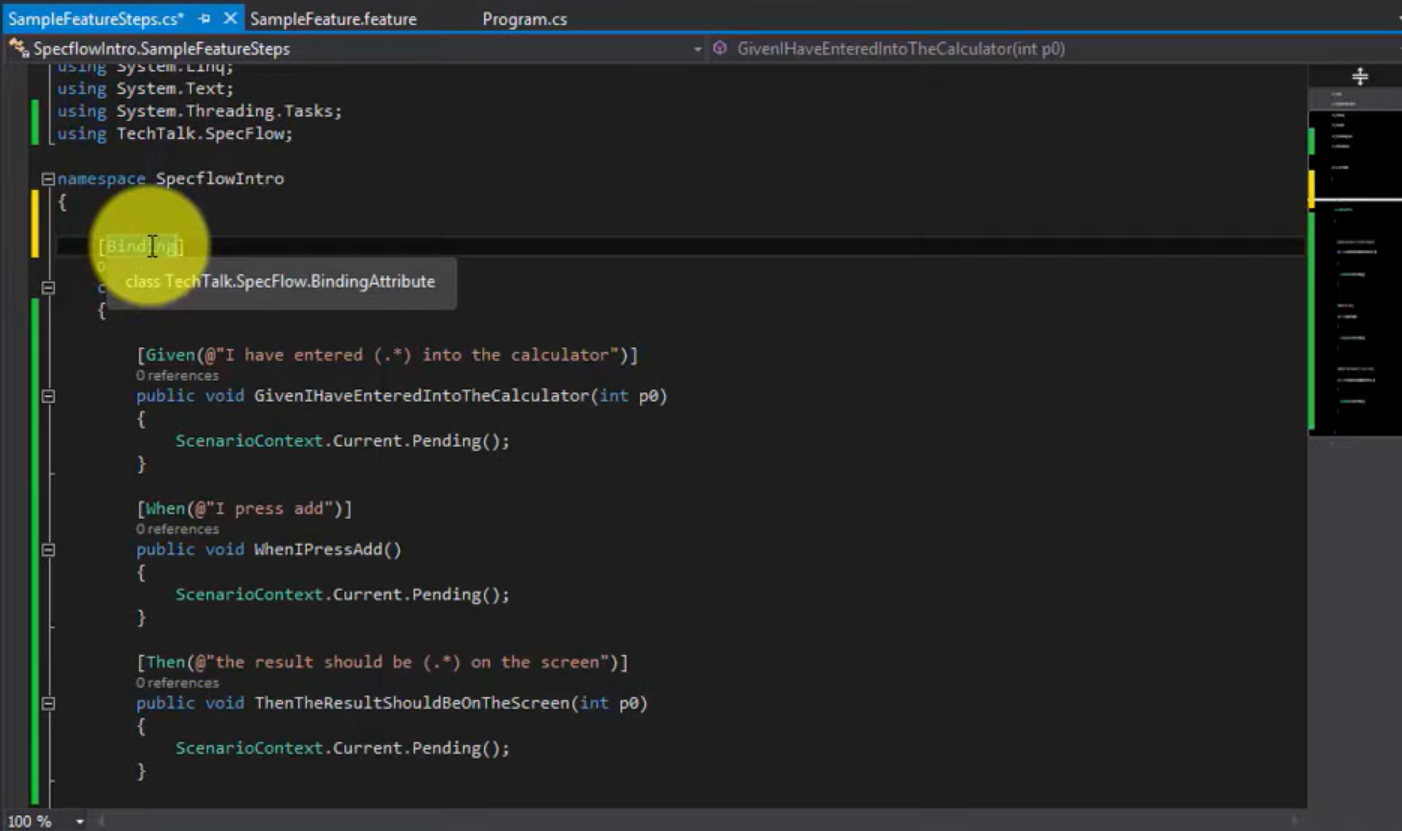 SampleFeatureSteps.cs* SampleFeature.feature Program.cs
SpecflowIntro.SampleFeatureSteps GivenIHaveEnteredIntoTheCalculator(int p0)
using System.Linq;
using System.Text;
using System.Threading.Tasks;
using TechTalk.SpecFlow;
namespace SpecflowIntro
{
[Binding]
class TechTalk.SpecFlow.BindingAttribute
{
[Given(@"I have entered (.*) into the calculator")]
0 references
public void GivenIHaveEnteredIntoTheCalculator(int p0)
{
ScenarioContext.Current.Pending();
}
[When(@"I press add")]
0 references
public void WhenIPressAdd()
{
ScenarioContext.Current.Pending();
}
[Then(@"the result should be (.*) on the screen")]
0 references
public void ThenTheResultShouldBeOnTheScreen(int p0)
{
ScenarioContext.Current.Pending();
}
100 %